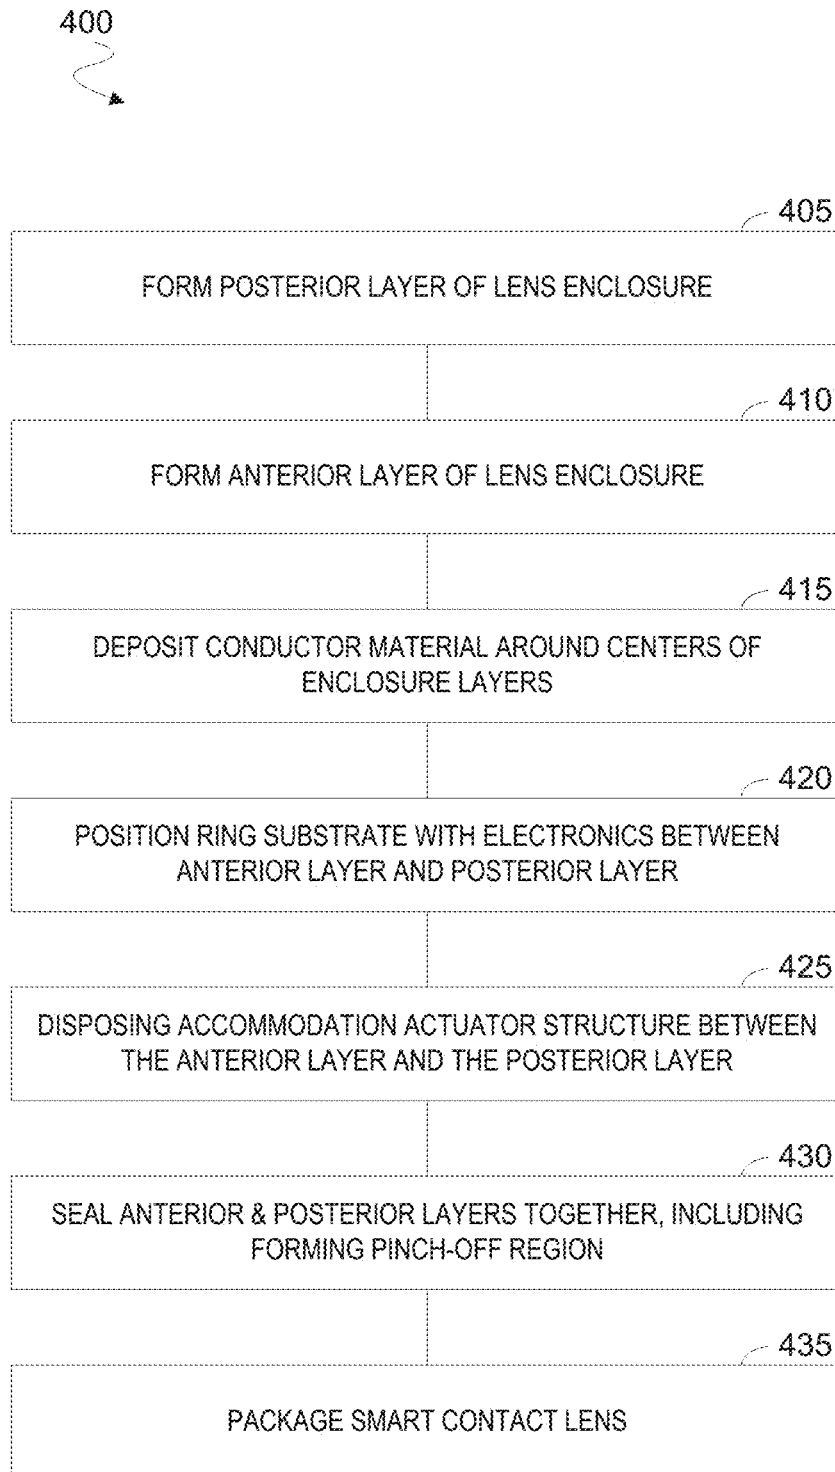 400
405
FORM POSTERIOR LAYER OF LENS ENCLOSURE
410
FORM ANTERIOR LAYER OF LENS ENCLOSURE
415
DEPOSIT CONDUCTOR MATERIAL AROUND CENTERS OF
ENCLOSURE LAYERS
420
POSITION RING SUBSTRATE WITH ELECTRONICS BETWEEN
ANTERIOR LAYER AND POSTERIOR LAYER
425
DISPOSING ACCOMMODATION ACTUATOR STRUCTURE BETWEEN
THE ANTERIOR LAYER AND THE POSTERIOR LAYER
430
SEAL ANTERIOR & POSTERIOR LAYERS TOGETHER, INCLUDING
FORMING PINCH-OFF REGION
435
PACKAGE SMART CONTACT LENS